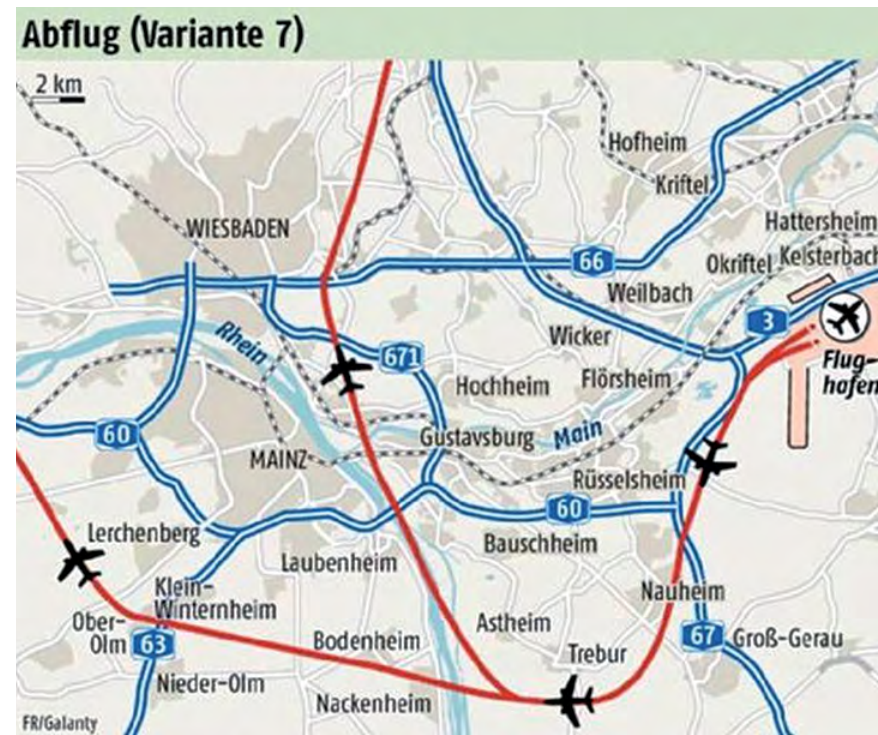 Abflug (Variante 7)
2 km
Hofheim
Kriftel
WIESBADEN
Hattersheim
66
Okriftel
Kelsterbach
Weilbach
3
Rhein
Wicker
671
Flug-
hafen
Hochheim
Flörsheim
60
Gustavsburg
Main
MAINZ
Rüsselsheim
60
Lerchenberg
Bauschheim
Laubenheim
Klein-
Winternheim
Nauheim
Ober-
Olm
63
Bodenheim
Astheim
67
Groß-Gerau
Trebur
Nieder-Olm
Nackenheim
FR/Galanty